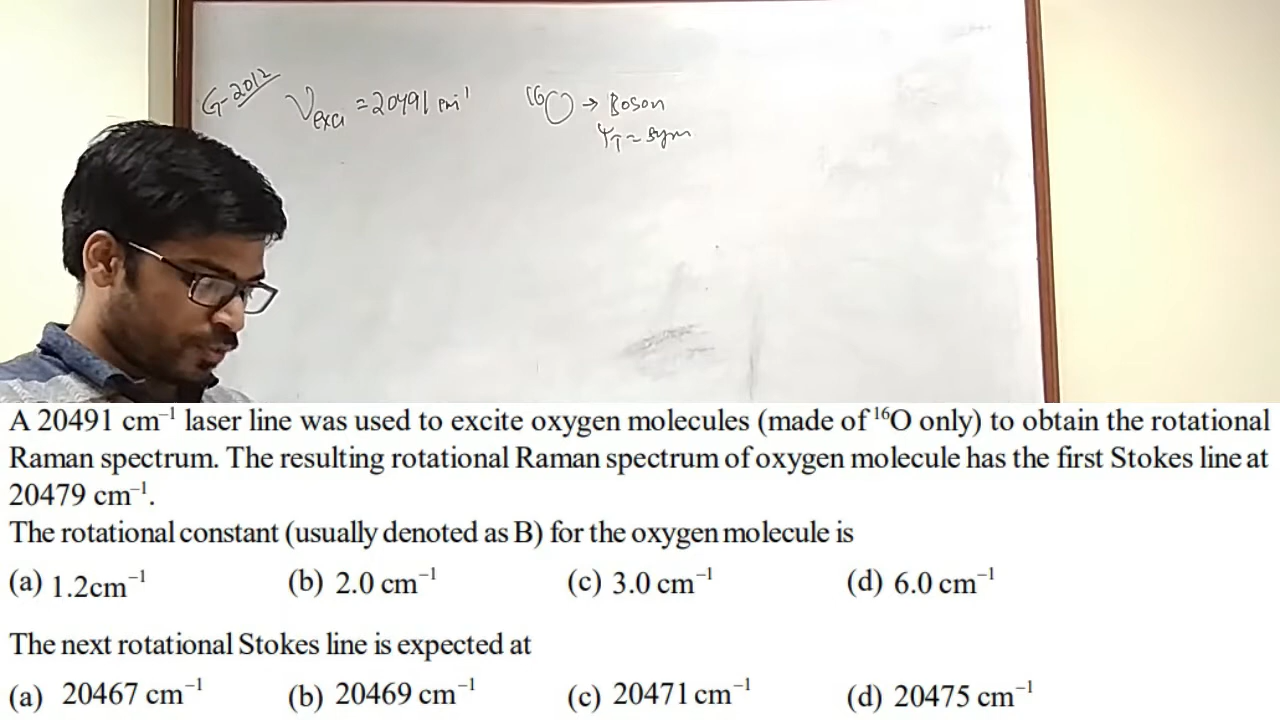 G-2012
ν exci = 20491 cm⁻¹
¹⁶O → Boson
Ψ_T = sym
A 20491 cm⁻¹ laser line was used to excite oxygen molecules (made of ¹⁶O only) to obtain the rotational
Raman spectrum. The resulting rotational Raman spectrum of oxygen molecule has the first Stokes line at
20479 cm⁻¹.
The rotational constant (usually denoted as B) for the oxygen molecule is
(a) 1.2cm⁻¹ (b) 2.0 cm⁻¹ (c) 3.0 cm⁻¹ (d) 6.0 cm⁻¹
The next rotational Stokes line is expected at
(a) 20467 cm⁻¹ (b) 20469 cm⁻¹ (c) 20471 cm⁻¹ (d) 20475 cm⁻¹